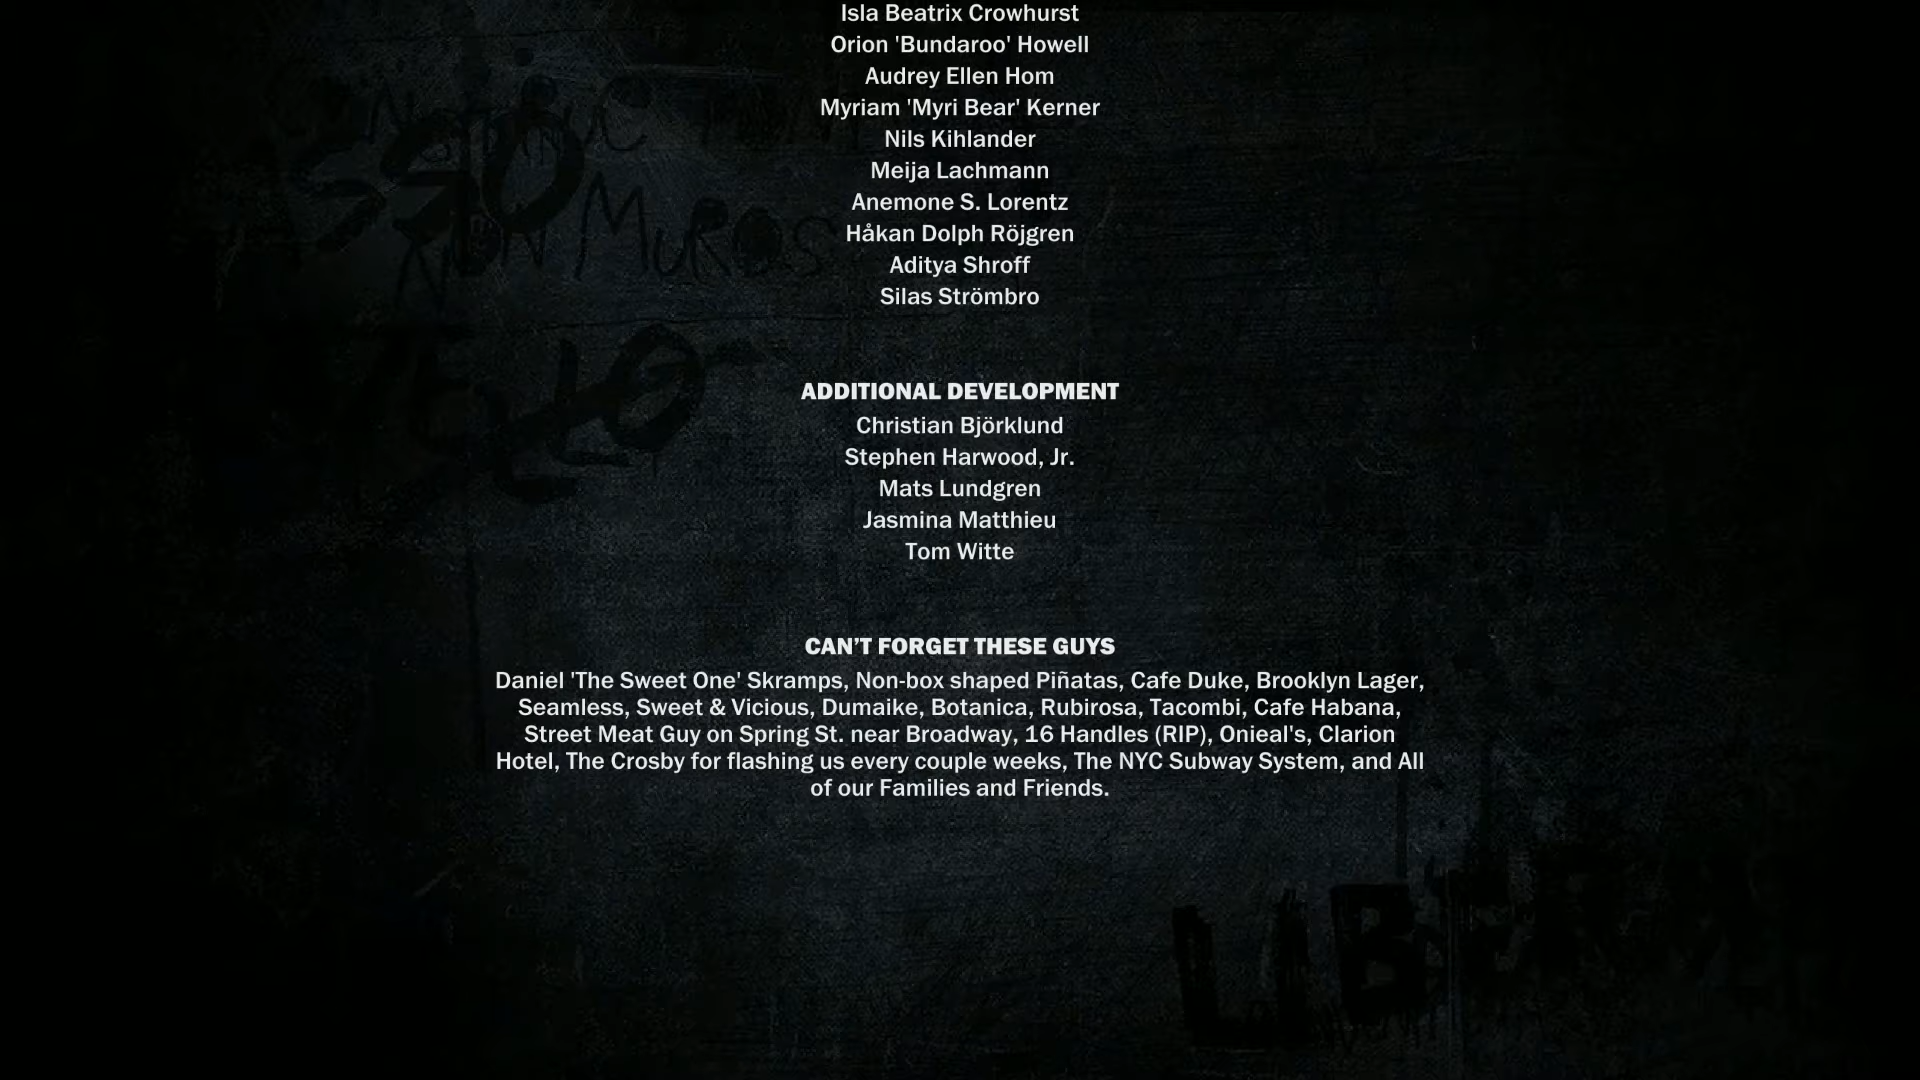 Isla Beatrix Crowhurst
Orion 'Bundaroo' Howell
Audrey Ellen Hom
Myriam 'Myri Bear' Kerner
Nils Kihlander
Meija Lachmann
Anemone S. Lorentz
Håkan Dolph Röjgren
Aditya Shroff
Silas Strömbro
ADDITIONAL DEVELOPMENT
Christian Björklund
Stephen Harwood, Jr.
Mats Lundgren
Jasmina Matthieu
Tom Witte
CAN'T FORGET THESE GUYS
Daniel 'The Sweet One' Skramps, Non-box shaped Piñatas, Cafe Duke, Brooklyn Lager,
Seamless, Sweet & Vicious, Dumaike, Botanica, Rubirosa, Tacombi, Cafe Habana,
Street Meat Guy on Spring St. near Broadway, 16 Handles (RIP), Onieal's, Clarion
Hotel, The Crosby for flashing us every couple weeks, The NYC Subway System, and All
of our Families and Friends.